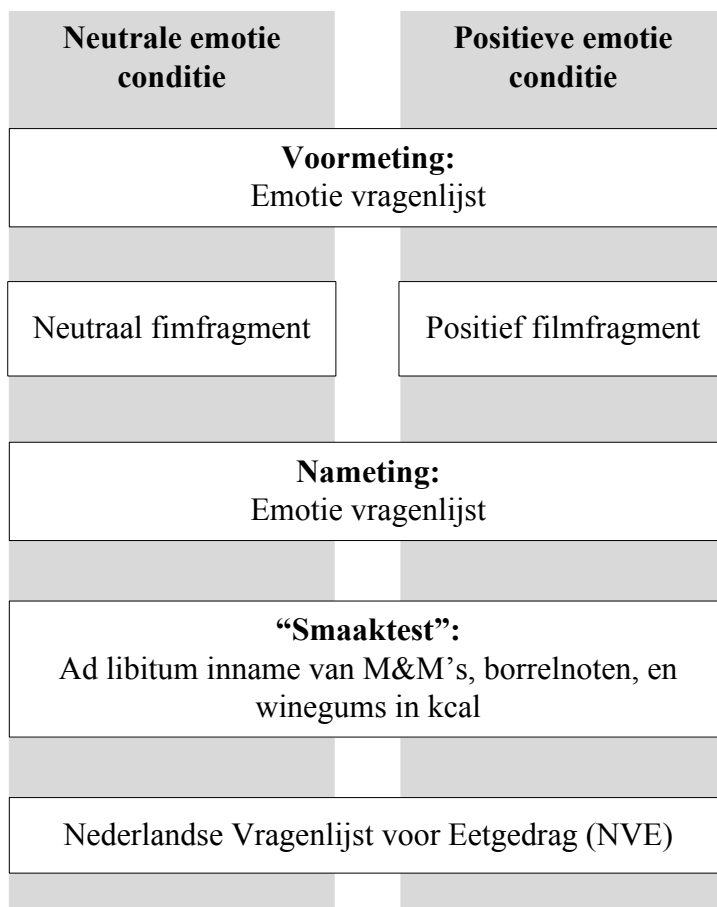 Neutrale emotie
conditie
Positieve emotie
conditie
Voormeting:
Emotie vragenlijst
Neutraal fimfragment
Positief filmfragment
Nameting:
Emotie vragenlijst
“Smaaktest”:
Ad libitum inname van M&M’s, borrelnoten, en
winegums in kcal
Nederlandse Vragenlijst voor Eetgedrag (NVE)